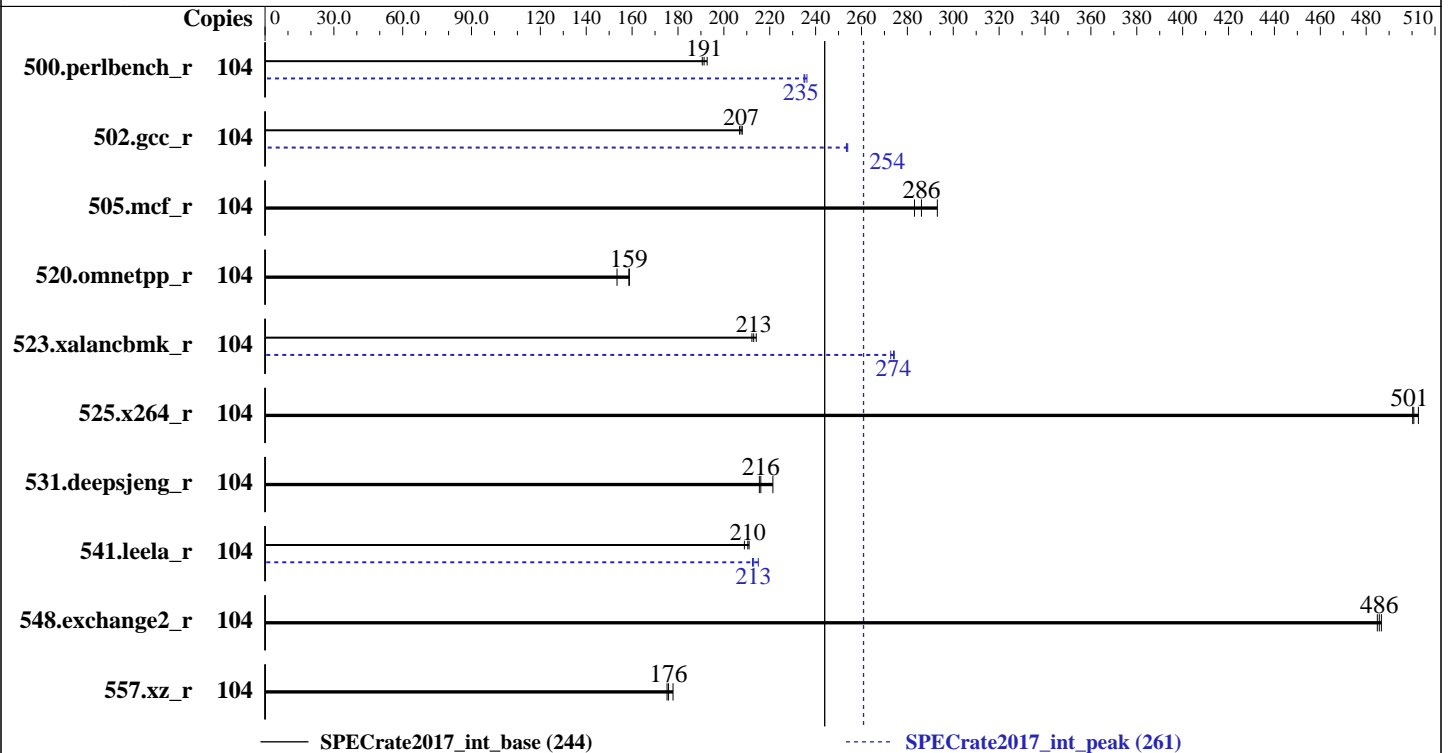 Copies 0 30.0 60.0 90.0 120 140 160 180 200 220 240 260 280 300 320 340 360 380 400 420 440 460 480 510
500.perlbench_r 104 191
235
502.gcc_r 104 207
254
505.mcf_r 104 286
520.omnetpp_r 104 159
523.xalancbmk_r 104 213
274
525.x264_r 104 501
531.deepsjeng_r 104 216
541.leela_r 104 210
213
548.exchange2_r 104 486
557.xz_r 104 176
SPECrate2017_int_base (244) SPECrate2017_int_peak (261)